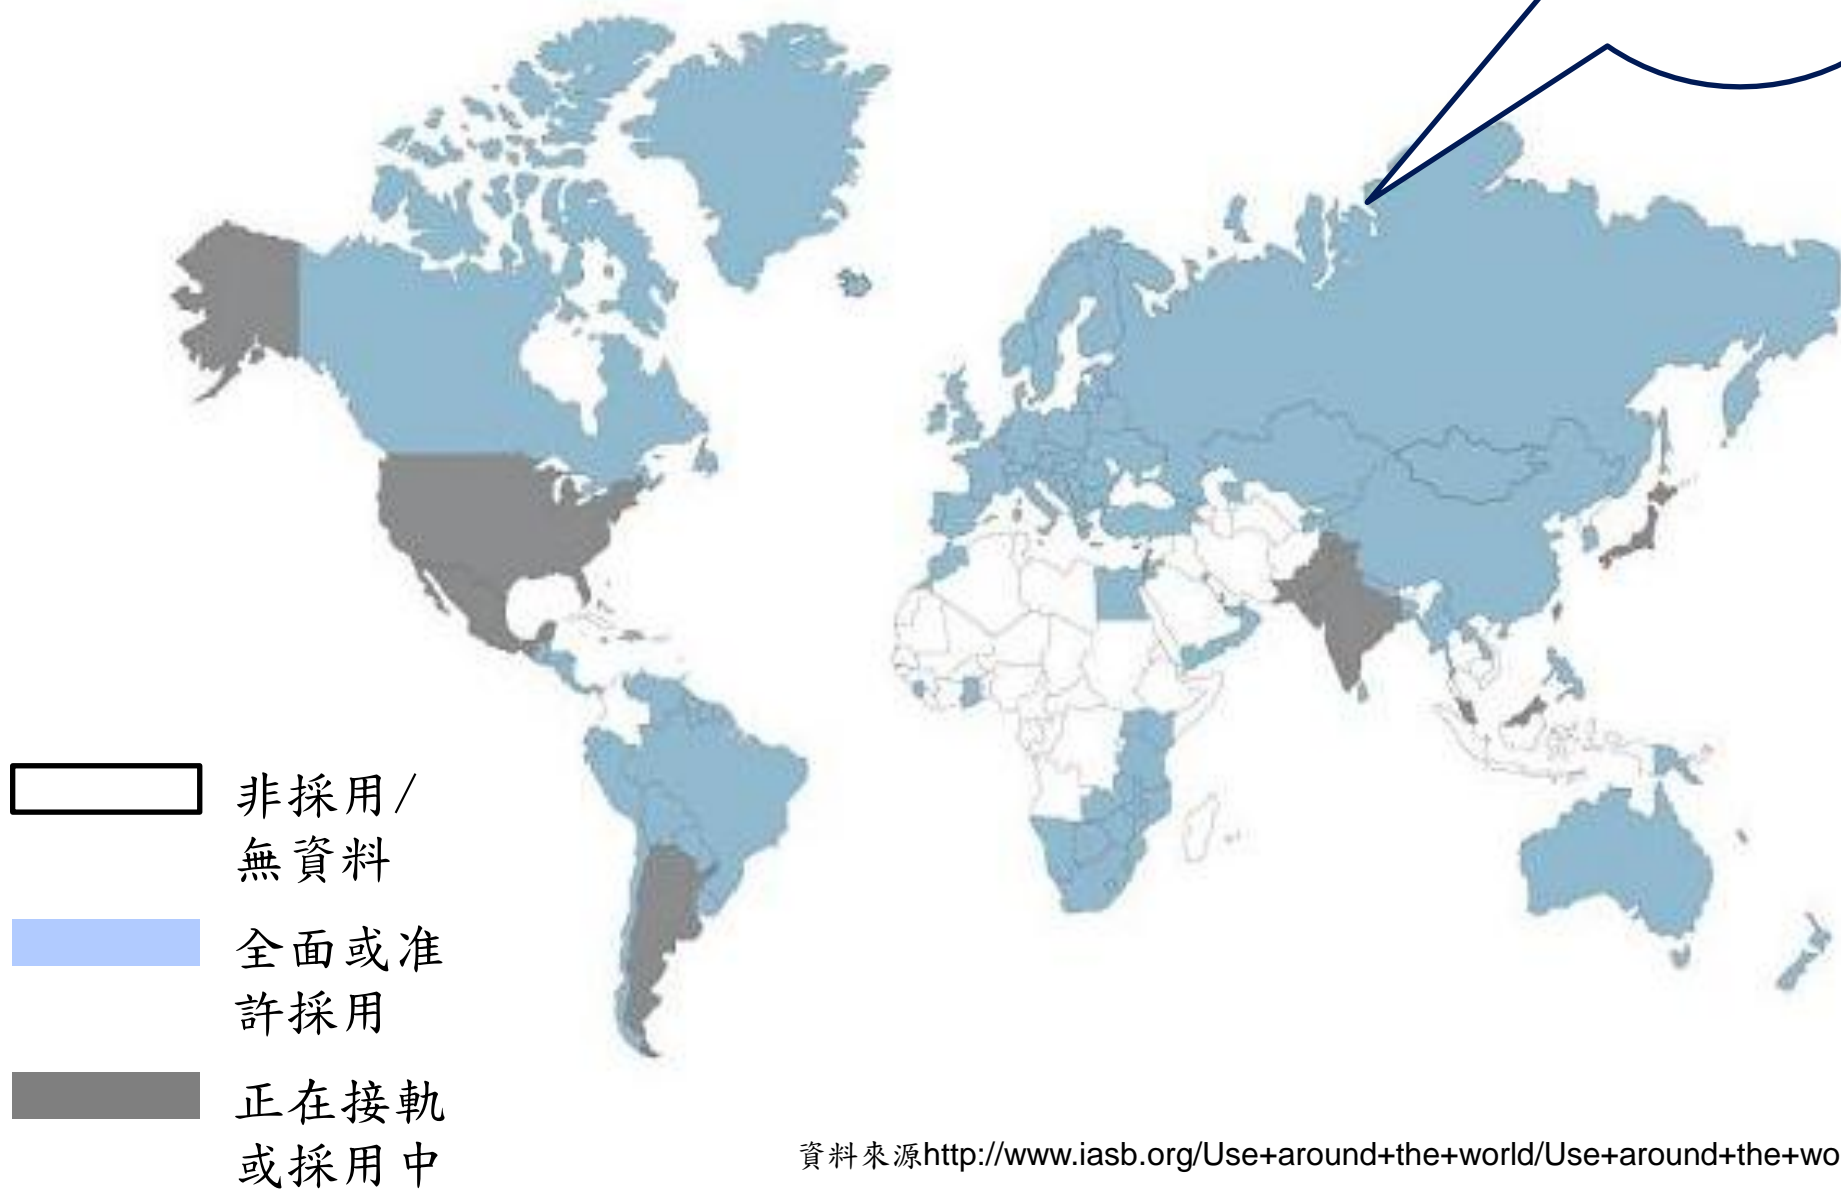 非採用/
無資料
全面或准
許採用
正在接軌
或採用中
資料來源http://www.iasb.org/Use+around+the+world/Use+around+the+wo